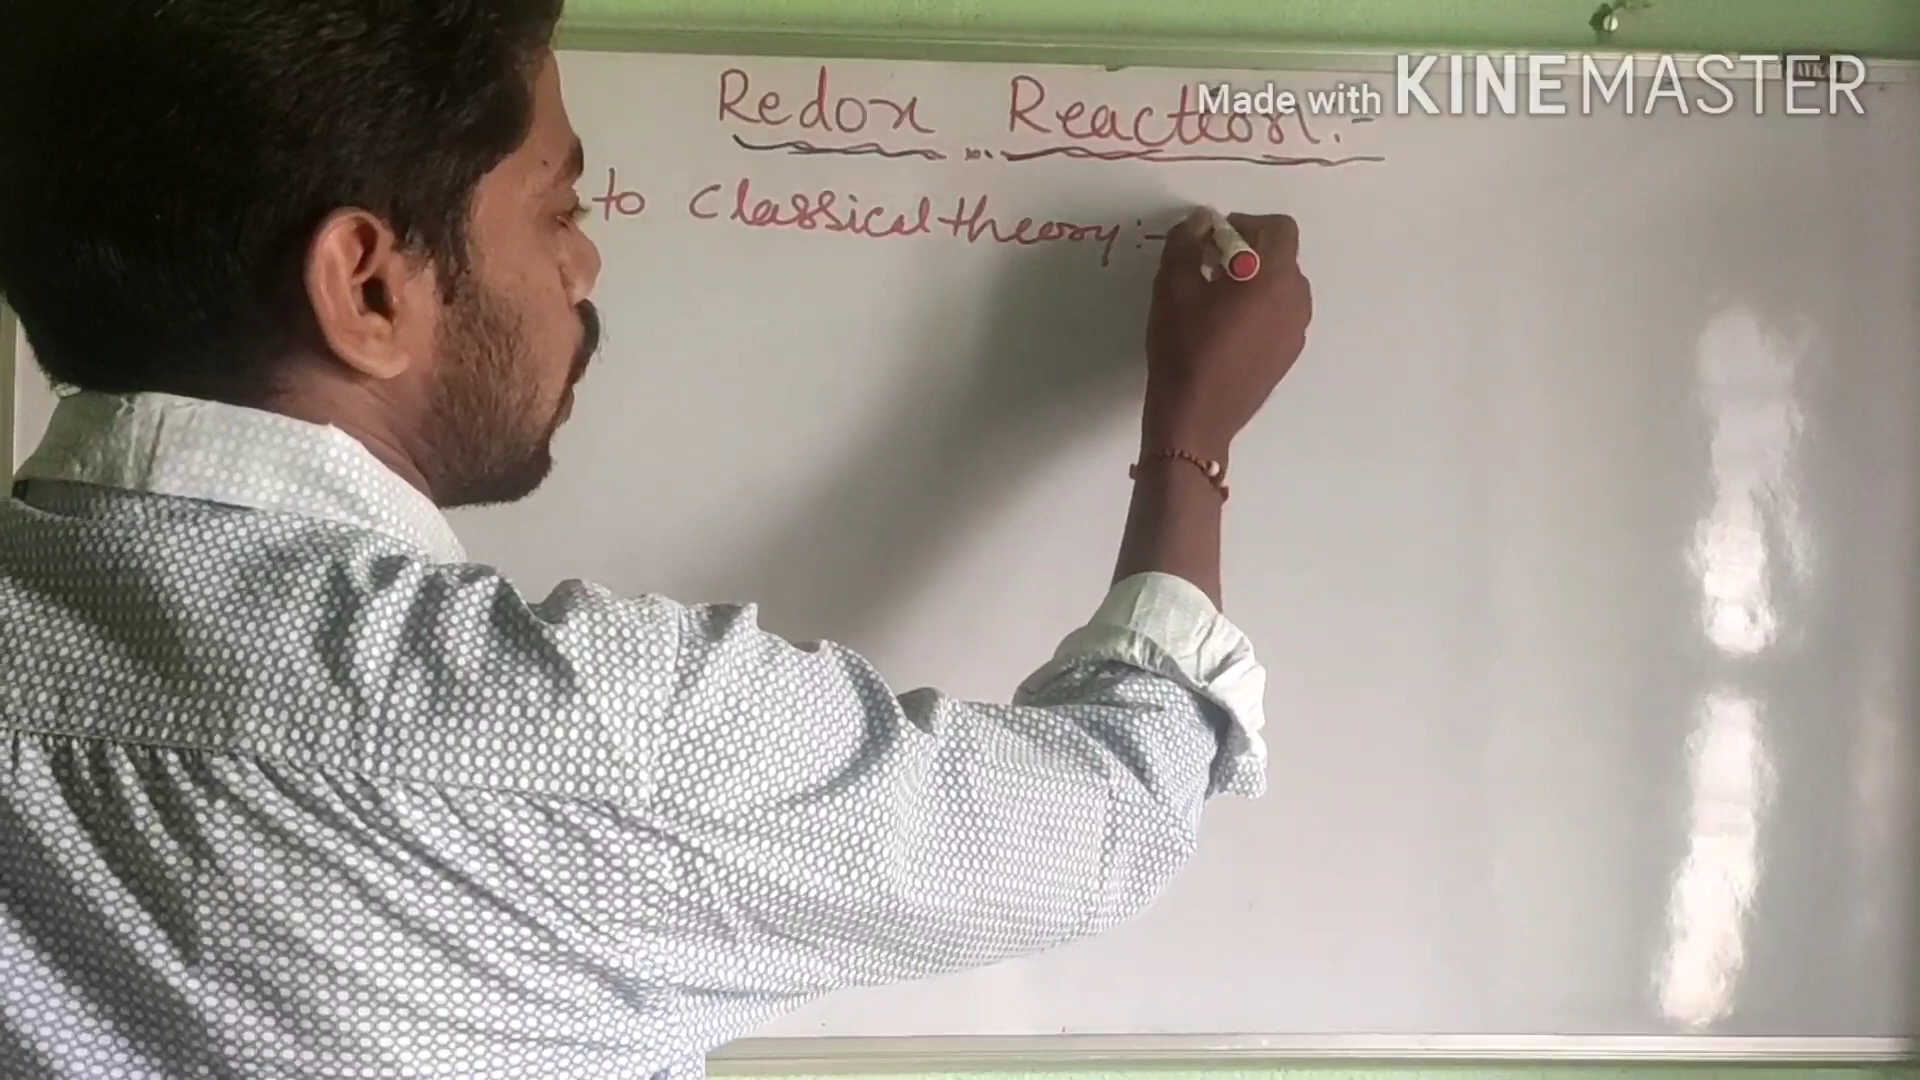 Made with KINEMASTER
Redox Reaction:-
to classical theory:-